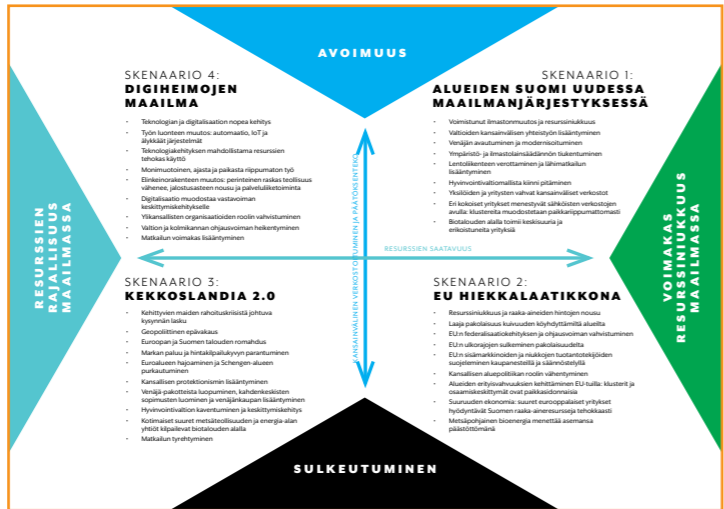 AVOIMUUS
SKENAARIO 4:
DIGIHEIMOJEN
MAAILMA
- Teknologian ja digitalisaation nopea kehitys
- Työn luonteen muutos: automaatio, IoT ja
älykkäät järjestelmät
- Teknologiakehityksen mahdollistama resurssien
tehokas käyttö
- Monimuotoinen, ajasta ja paikasta riippumaton työ
- Elinkeinorakenteen muutos: perinteinen raskas teollisuus
vähenee, jalostusasteen nousu ja palveluliiketoiminta
- Digitalisaatio muodostaa vastavoiman
keskittymiskehitykselle
- Ylikansallisten organisaatioiden roolin vahvistuminen
- Valtion ja kolmikannan ohjausvoiman heikentyminen
- Matkailun voimakas lisääntyminen
SKENAARIO 1:
ALUEIDEN SUOMI UUDESSA
MAAILMANJÄRJESTYKSESSÄ
- Voimistunut ilmastonmuutos ja resurssiniukkuus
- Valtioiden kansainvälisen yhteistyön lisääntyminen
- Venäjän avautuminen ja modernisoituminen
- Ympäristö- ja ilmastolainsäädännön tiukentuminen
- Lentoliikenteen verottaminen ja lähimatkailun
lisääntyminen
- Hyvinvointivaltiomallista kiinni pitäminen
- Yksilöiden ja yritysten vahvat kansainväliset verkostot
- Eri kokoiset yritykset menestyvät sähköisten verkostojen
avulla: klustereita muodostetaan paikkariippumattomasti
- Biotalouden alalla toimii keskisuuria ja
erikoistuneita yrityksiä
RESURSSIEN
RAJALLISUUS
MAAILMASSA
KANSAINVÄLINEN VERKOSTOITUMINEN JA PÄÄTÖKSENTEKO
RESURSSIEN SAATAVUUS
VOIMAKAS
RESURSSINIUKKUUS
MAAILMASSA
SKENAARIO 3:
KEKKOSLANDIA 2.0
- Kehittyvien maiden rahoituskriisistä johtuva
kysynnän lasku
- Geopoliittinen epävakaus
- Euroopan ja Suomen talouden romahdus
- Markan paluu ja hintakilpailukyvyn parantuminen
- Euroalueen hajoaminen ja Schengen-alueen
purkautuminen
- Kansallisen protektionismin lisääntyminen
- Venäjä-pakotteista luopuminen, kahdenkeskisten
sopimusten luominen ja venäjänkaupan lisääntyminen
- Hyvinvointivaltion kaventuminen ja keskittymiskehitys
- Kotimaiset suuret metsäteollisuuden ja energia-alan
yhtiöt kilpailevat biotalouden alalla
- Matkailun tyrehtyminen
SKENAARIO 2:
EU HIEKKALAATIKKONA
- Resurssiniukkuus ja raaka-aineiden hintojen nousu
- Laaja pakolaisuus kuivuuden köyhdyttämiltä alueilta
- EU:n federalisaatiokehityksen ja ohjausvoiman vahvistuminen
- EU:n ulkorajojen sulkeminen pakolaisuudelta
- EU:n sisämarkkinoiden ja niukkojen tuotantotekijöiden
suojeleminen kaupanesteillä ja säännöstelyllä
- Kansallisen aluepolitiikan roolin vähentyminen
- Alueiden erityisvahvuuksien kehittäminen EU-tuilla: klusterit ja
osaamiskeskittymät ovat paikkasidonnaisia
- Suuruuden ekonomia: suuret eurooppalaiset yritykset
hyödyntävät Suomen raaka-aineresursseja tehokkaasti
- Metsäpohjainen bioenergia menettää asemansa
päästöttömänä
SULKEUTUMINEN